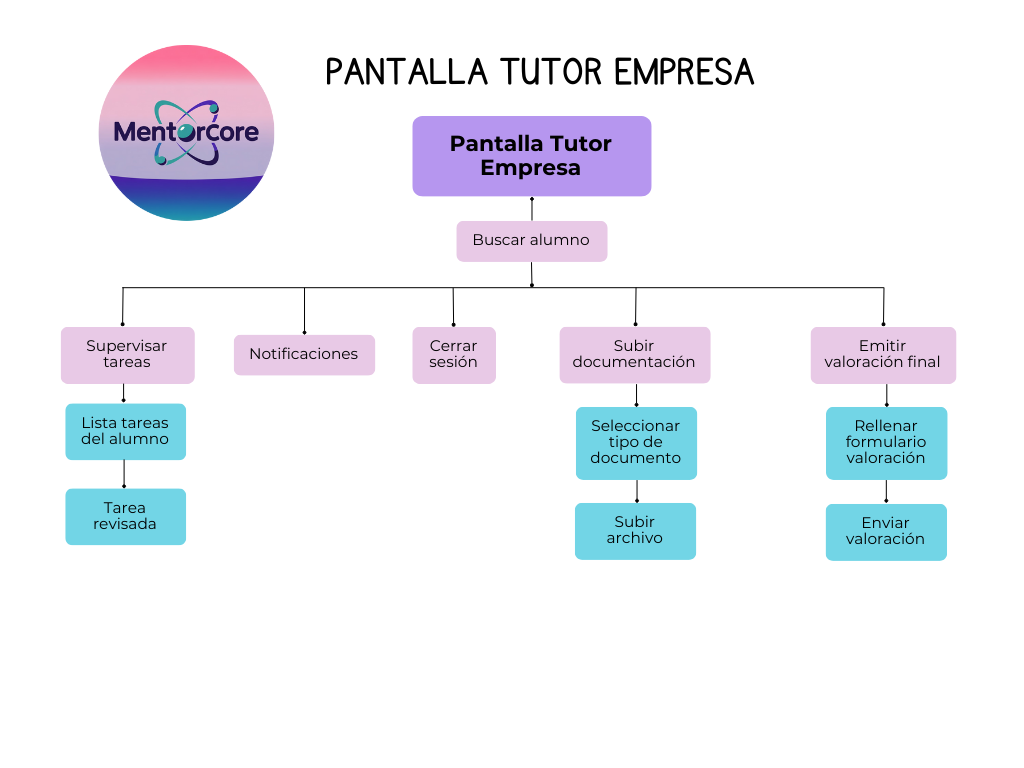 PANTALLA TUTOR EMPRESA
MentorCore
Pantalla Tutor
Empresa
Buscar alumno
Supervisar
tareas
Notificaciones
Cerrar
sesión
Subir
documentación
Emitir
valoración final
Lista tareas
del alumno
Seleccionar
tipo de
documento
Rellenar
formulario
valoración
Tarea
revisada
Subir
archivo
Enviar
valoración